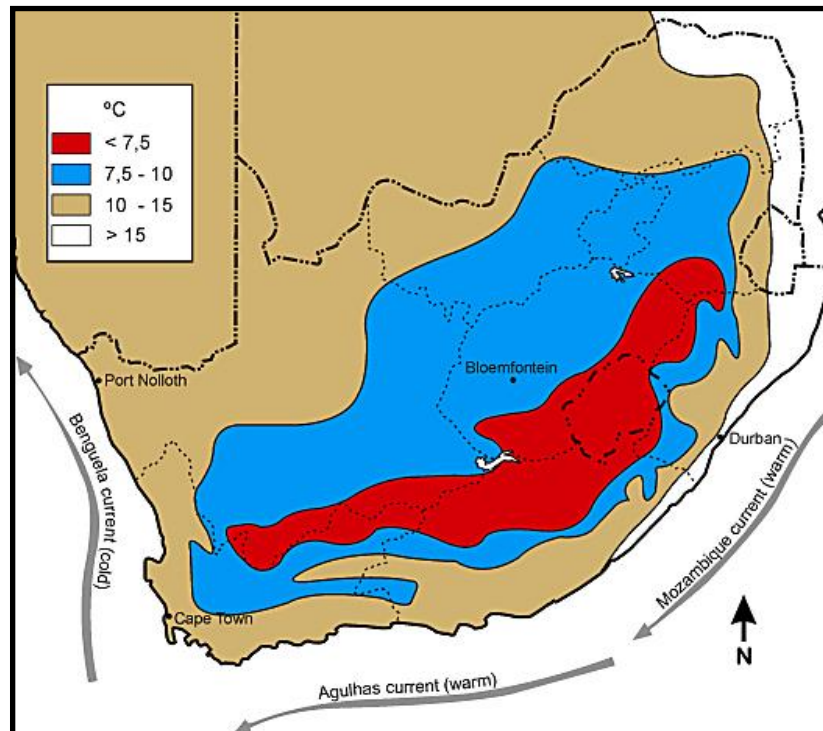 ºC
< 7,5
7,5 - 10
10 - 15
> 15
Port Nolloth
Bloemfontein
Durban
Benguela current (cold)
Mozambique current (warm)
Cape Town
N
Agulhas current (warm)